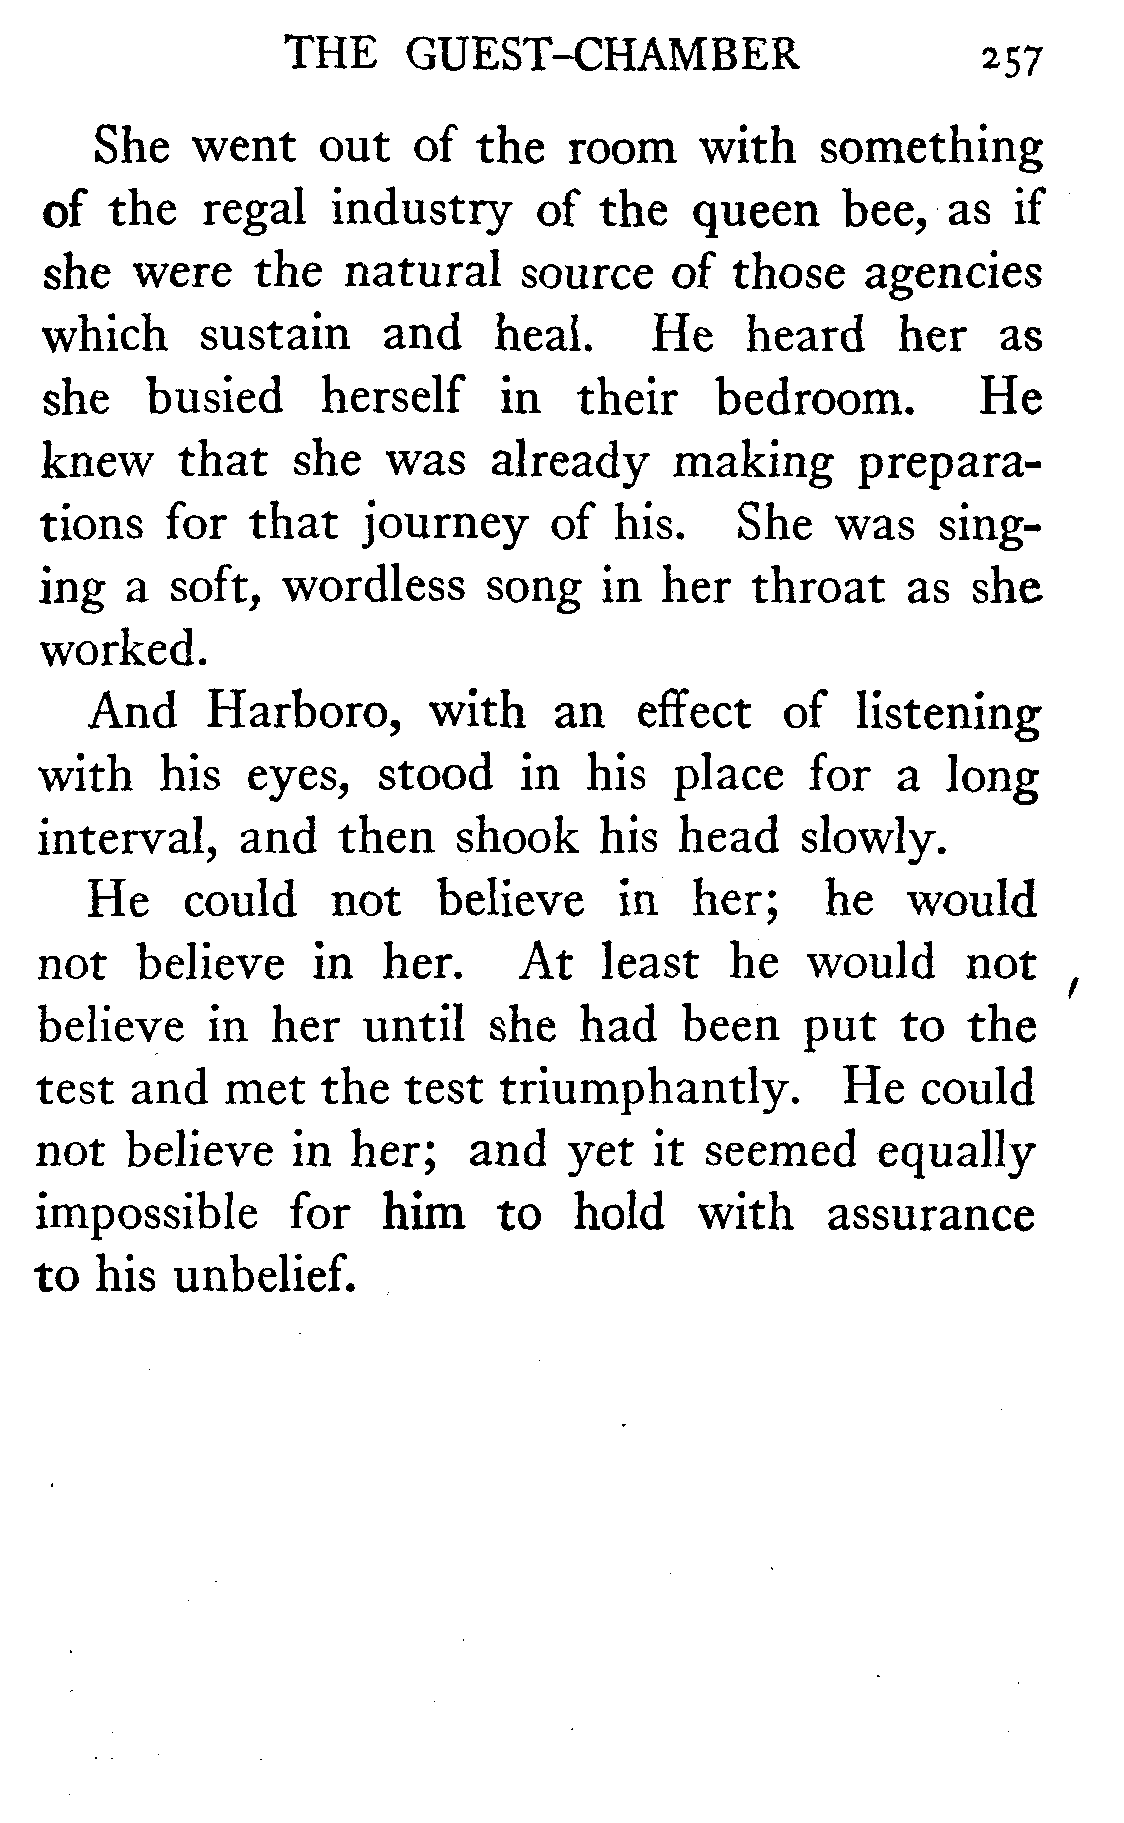 THE GUEST-CHAMBER 257
She went out of the room with something
of the regal industry of the queen bee, as if
she were the natural source of those agencies
which sustain and heal. He heard her as
she busied herself in their bedroom. He
knew that she was already making prepara-
tions for that journey of his. She was sing-
ing a soft, wordless song in her throat as she
worked.
And Harboro, with an effect of listening
with his eyes, stood in his place for a long
interval, and then shook his head slowly.
He could not believe in her; he would
not believe in her. At least he would not
believe in her until she had been put to the
test and met the test triumphantly. He could
not believe in her; and yet it seemed equally
impossible for him to hold with assurance
to his unbelief.